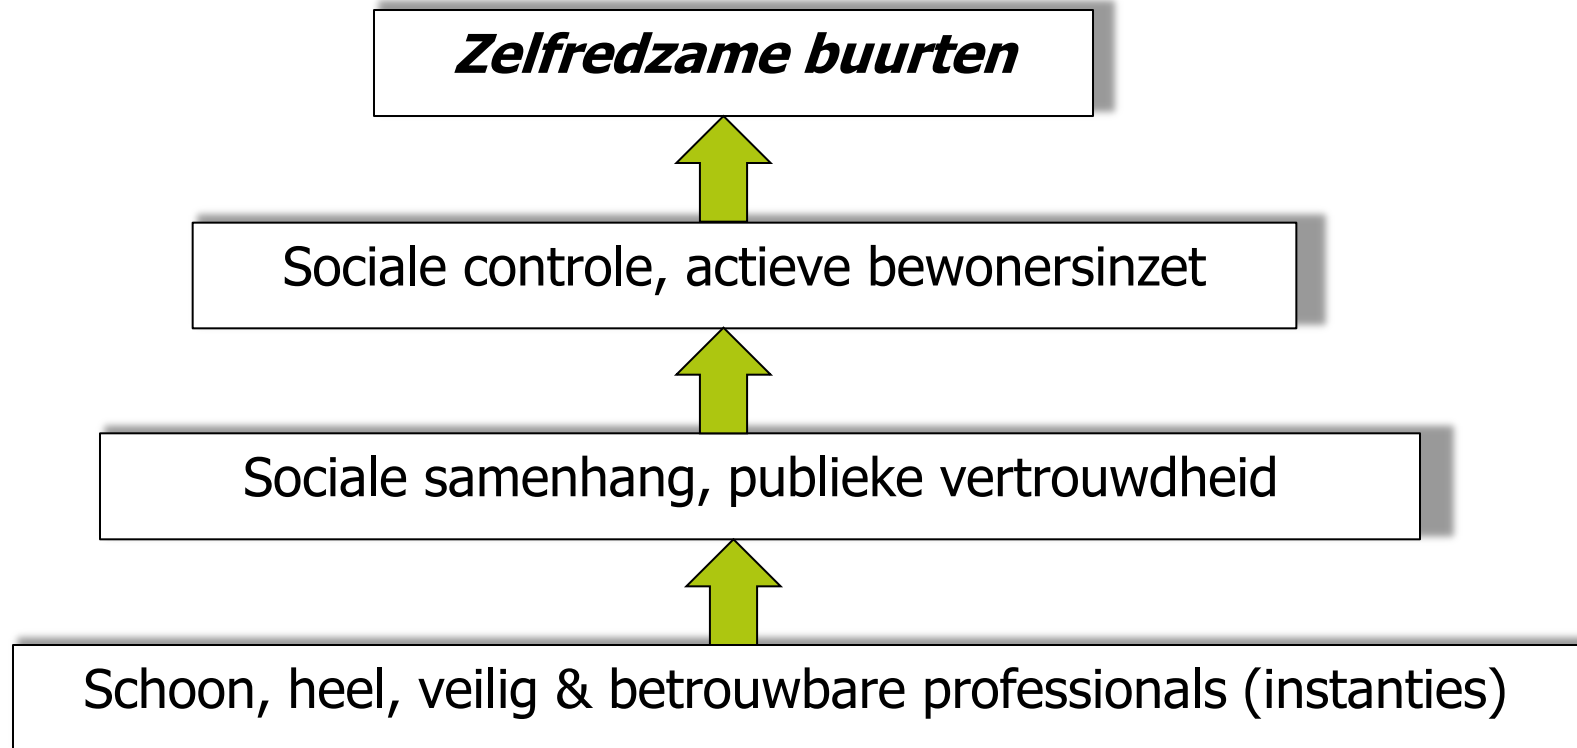 Zelfredzame buurten
Sociale controle, actieve bewonersinzet
Sociale samenhang, publieke vertrouwdheid
Schoon, heel, veilig & betrouwbare professionals (instanties)